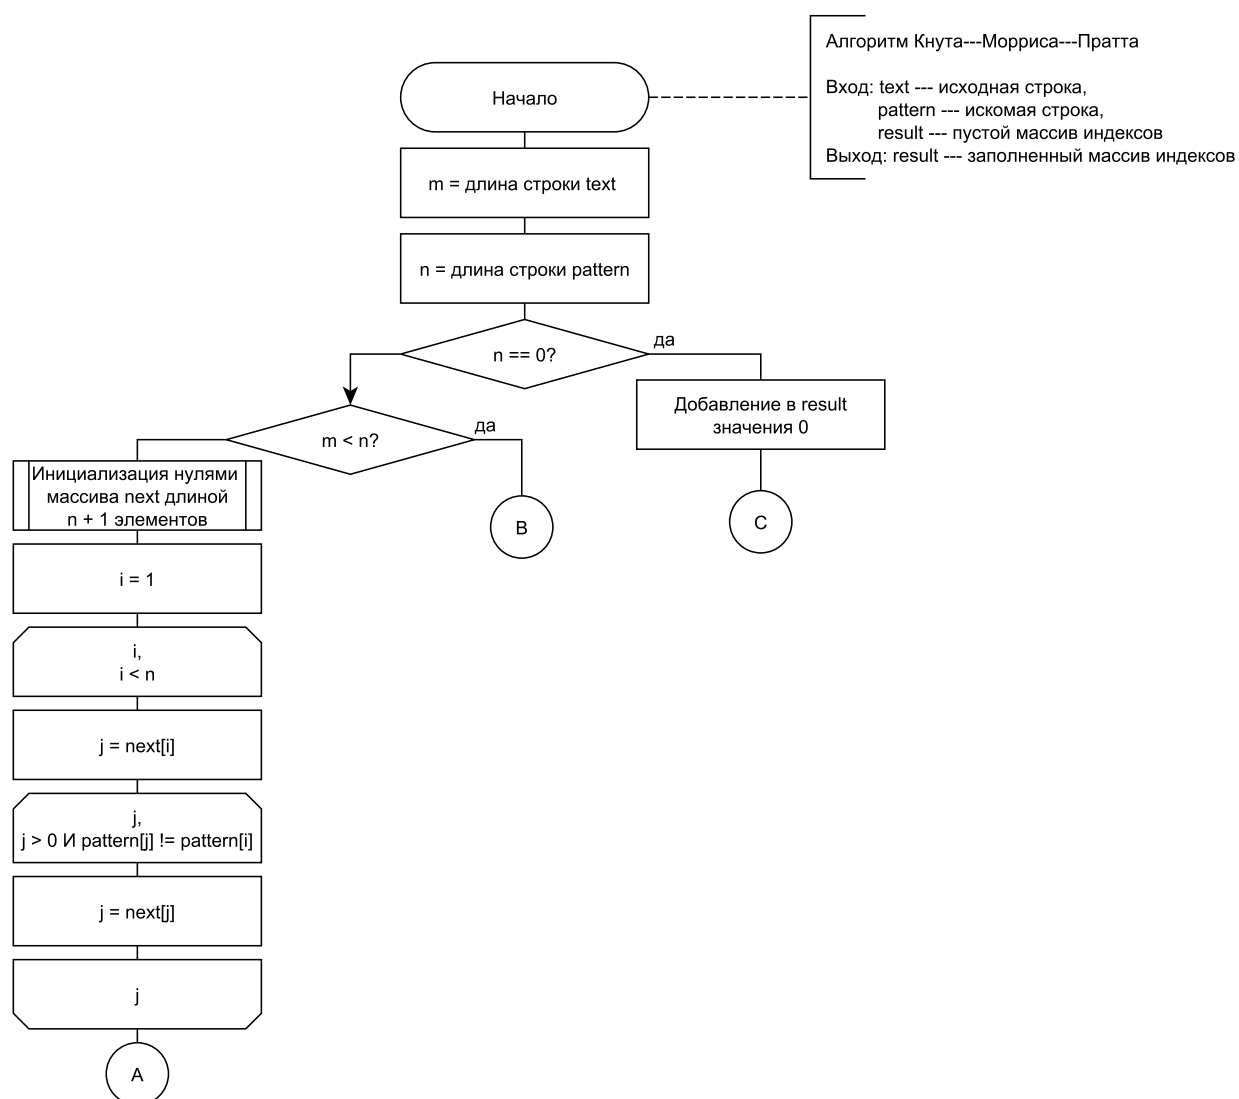 Алгоритм Кнута---Морриса---Пратта
Вход: text --- исходная строка,
pattern --- искомая строка,
result --- пустой массив индексов
Выход: result --- заполненный массив индексов
Начало
m = длина строки text
n = длина строки pattern
n == 0?
да
Добавление в result
значения 0
m < n?
да
B
C
Инициализация нулями
массива next длиной
n + 1 элементов
i = 1
i,
i < n
j = next[i]
j,
j > 0 И pattern[j] != pattern[i]
j = next[j]
j
A